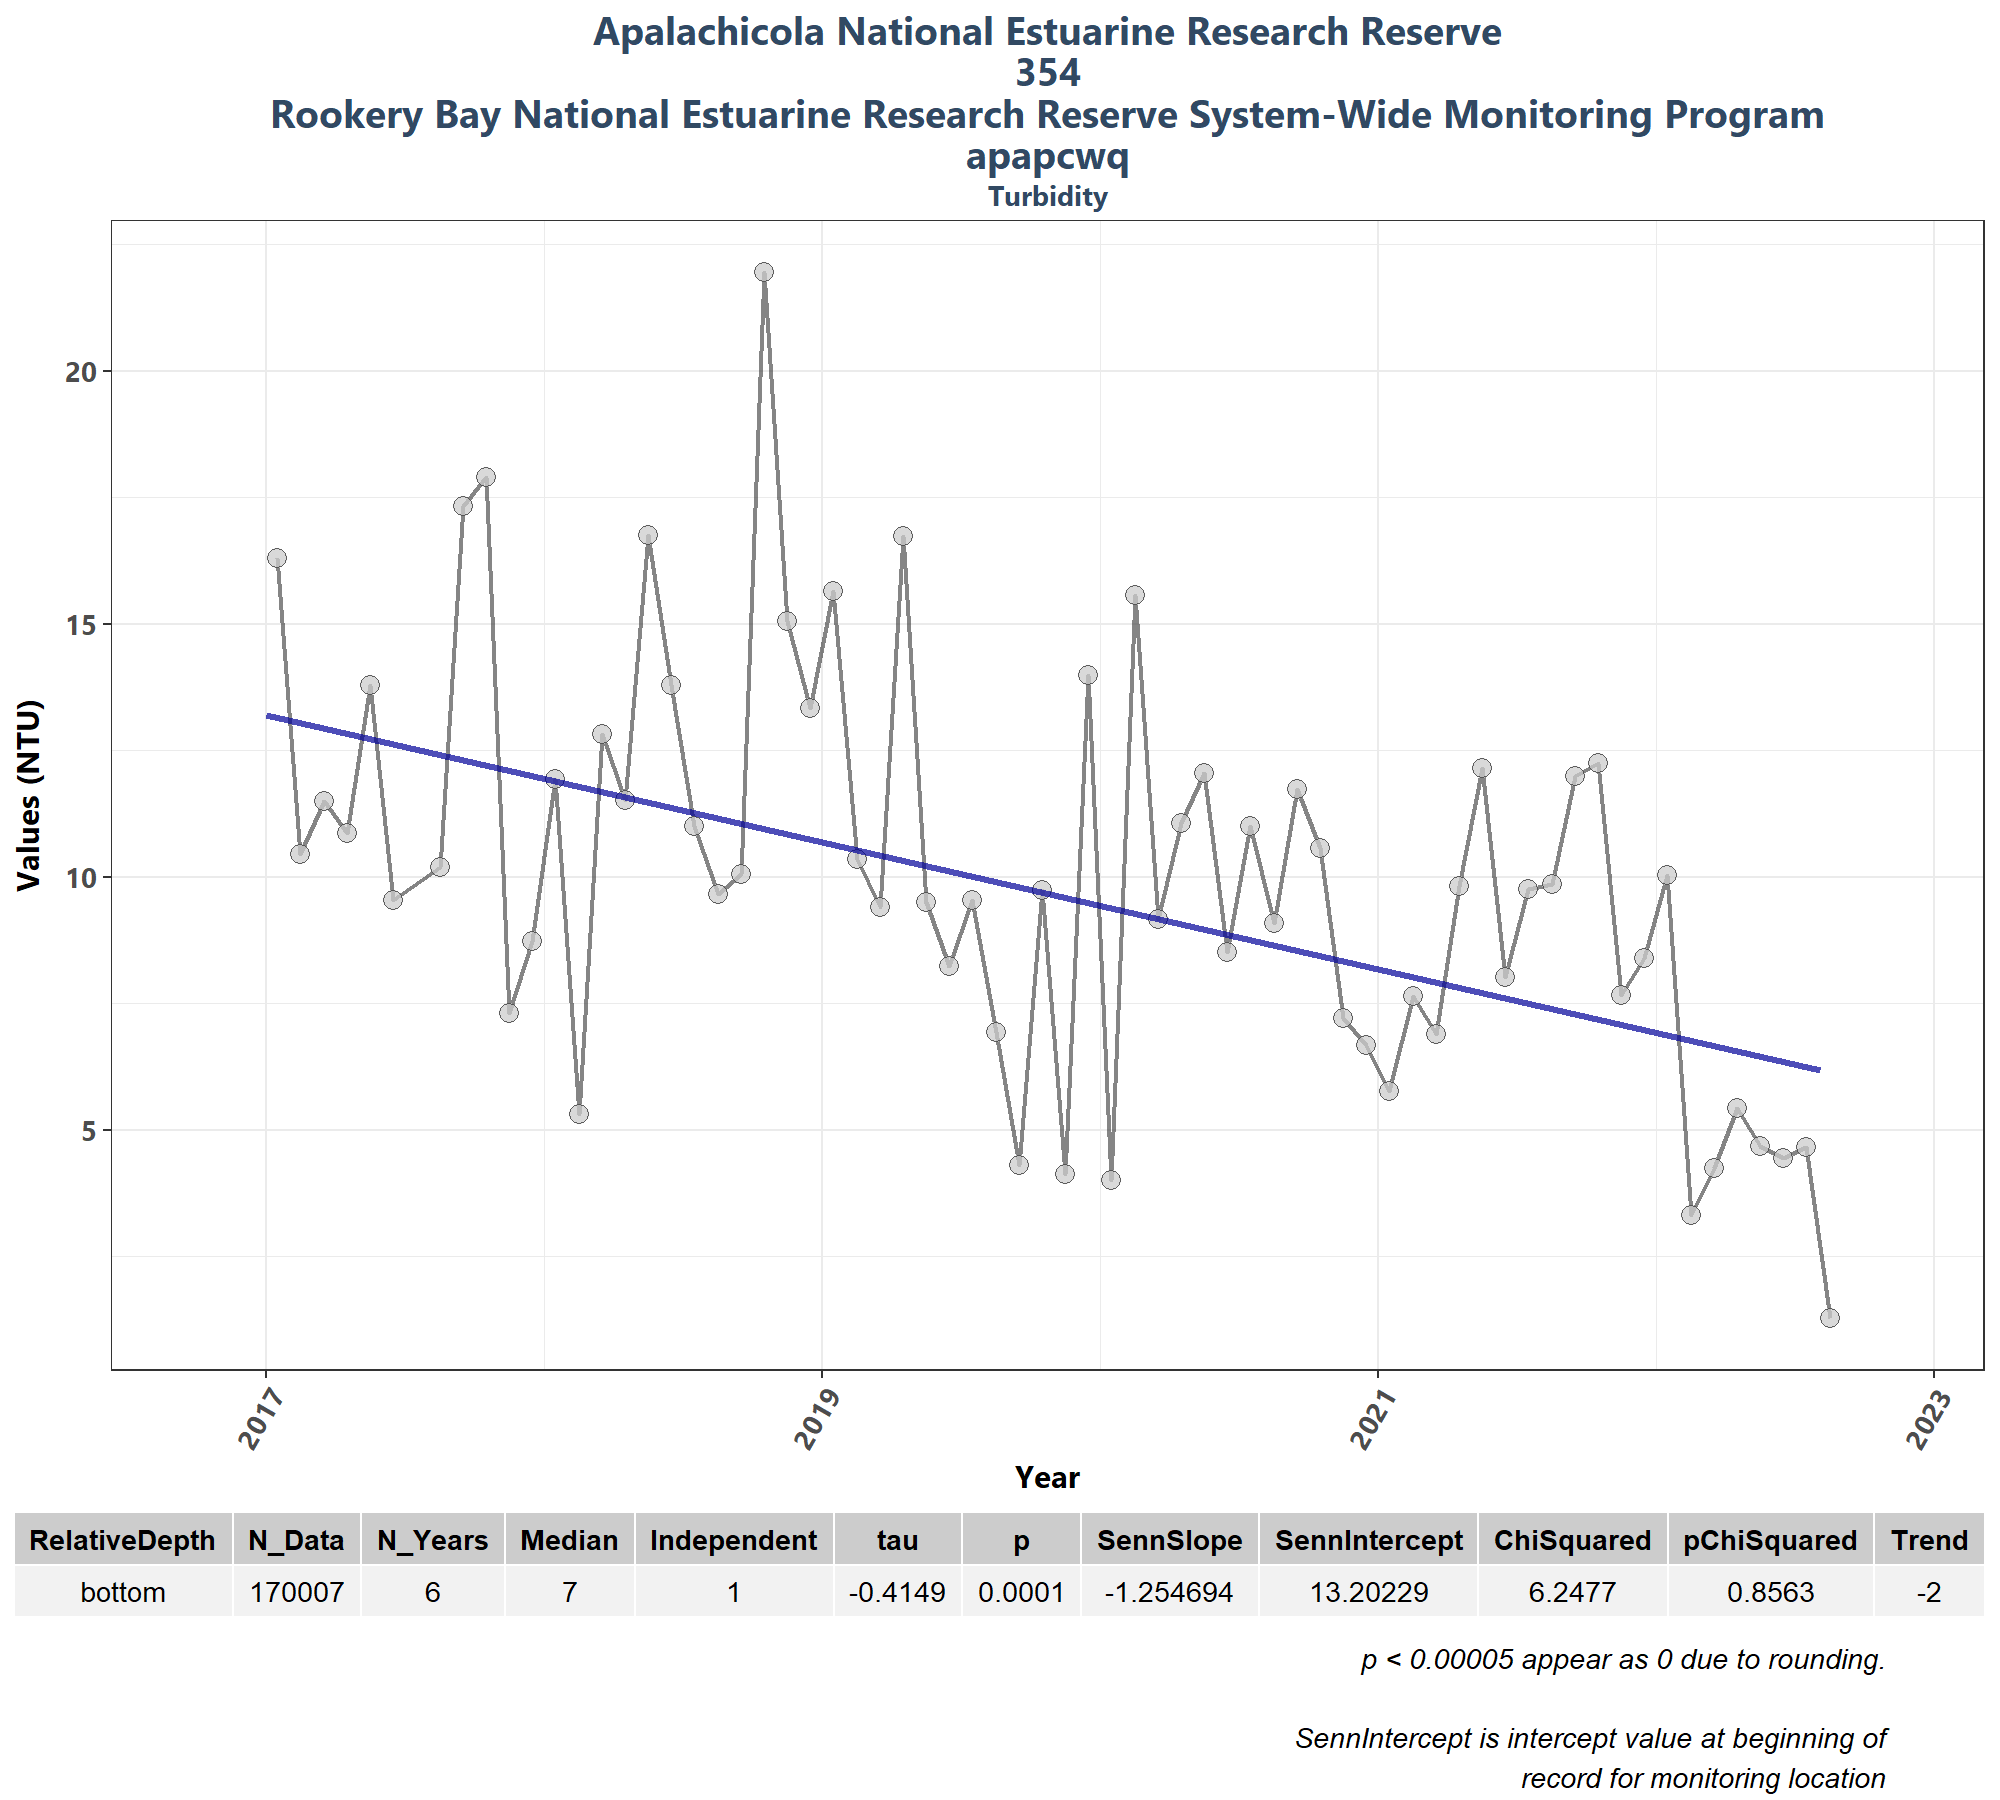 Apalachicola National Estuarine Research Reserve
354
Rookery Bay National Estuarine Research Reserve System-Wide Monitoring Program
apapcwq
Turbidity
Values (NTU)
20
15
10
5
2017 2019 2021 2023
Year
RelativeDepth N_Data N_Years Median Independent tau p SennSlope SennIntercept ChiSquared pChiSquared Trend
bottom 170007 6 7 1 -0.4149 0.0001 -1.254694 13.20229 6.2477 0.8563 -2
p < 0.00005 appear as 0 due to rounding.
SennIntercept is intercept value at beginning of
record for monitoring location